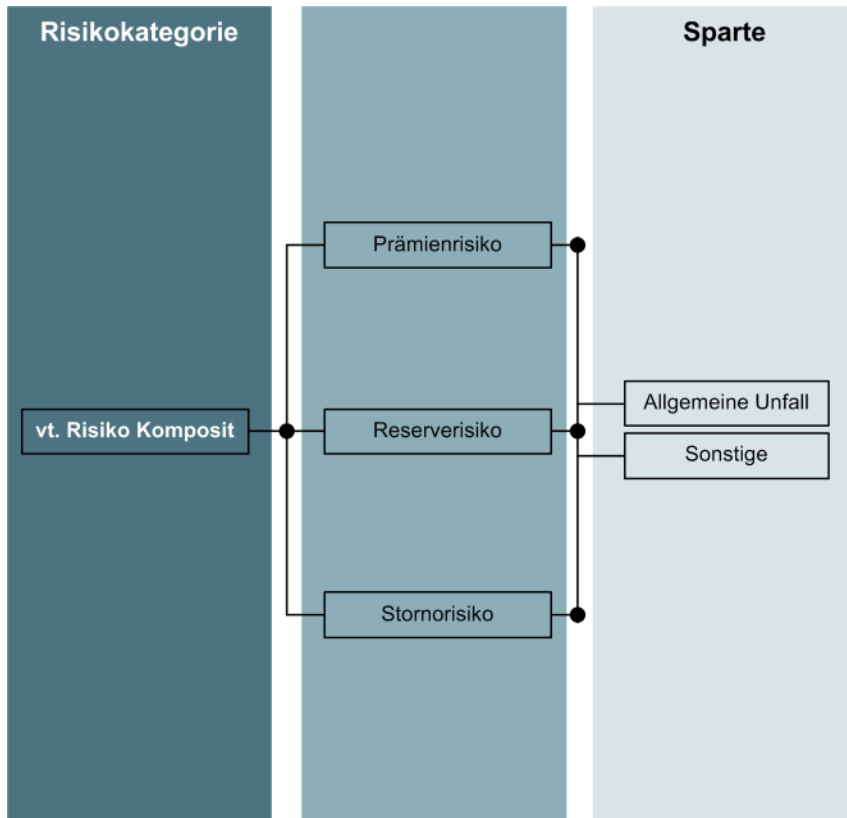 Risikokategorie
Sparte
Prämienrisiko
Allgemeine Unfall
vt. Risiko Komposit
Reserverisiko
Sonstige
Stornorisiko